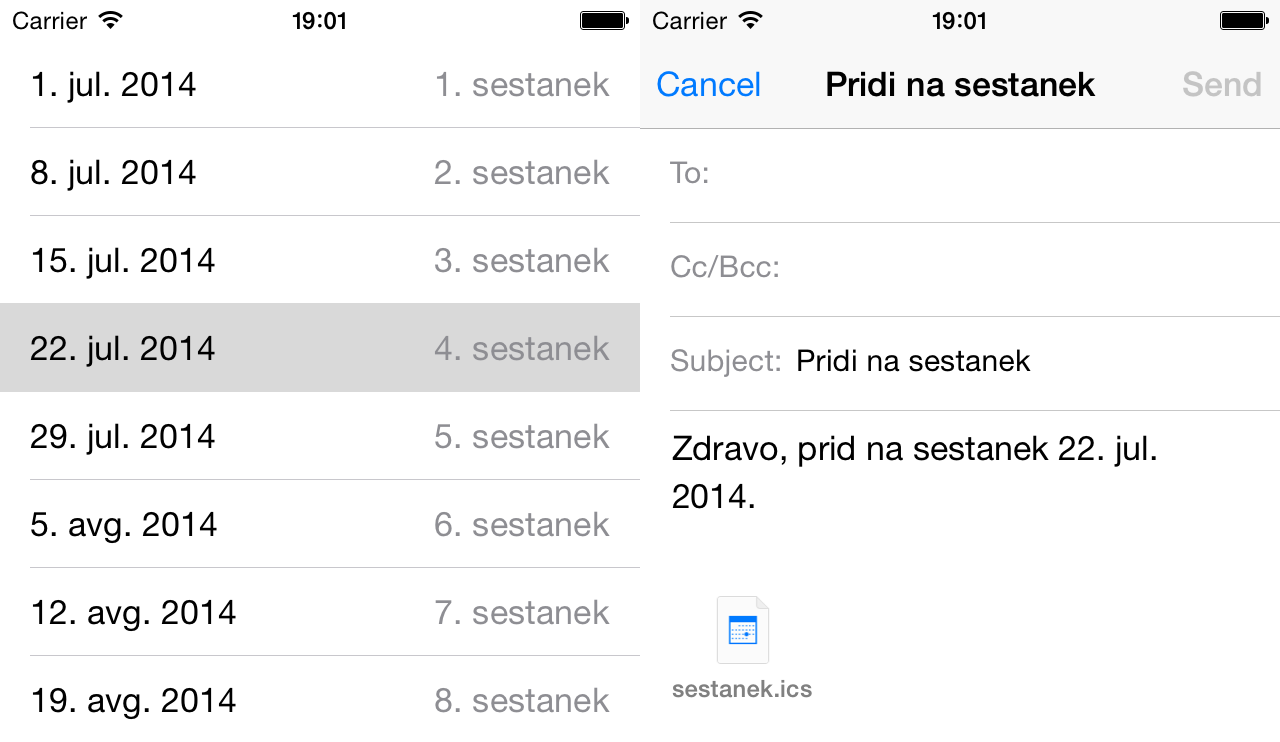 Carrier 19:01
1. jul. 2014 1. sestanek
8. jul. 2014 2. sestanek
15. jul. 2014 3. sestanek
22. jul. 2014 4. sestanek
29. jul. 2014 5. sestanek
5. avg. 2014 6. sestanek
12. avg. 2014 7. sestanek
19. avg. 2014 8. sestanek
Carrier 19:01
Cancel Pridi na sestanek Send
To:
Cc/Bcc:
Subject: Pridi na sestanek
Zdravo, prid na sestanek 22. jul.
2014.
sestanek.ics